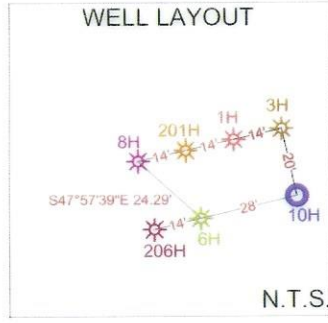 WELL LAYOUT
3H
1H
201H
8H
14'
14'
14'
20'
S47°57'39"E 24.29'
14'
28'
10H
6H
206H
N.T.S.